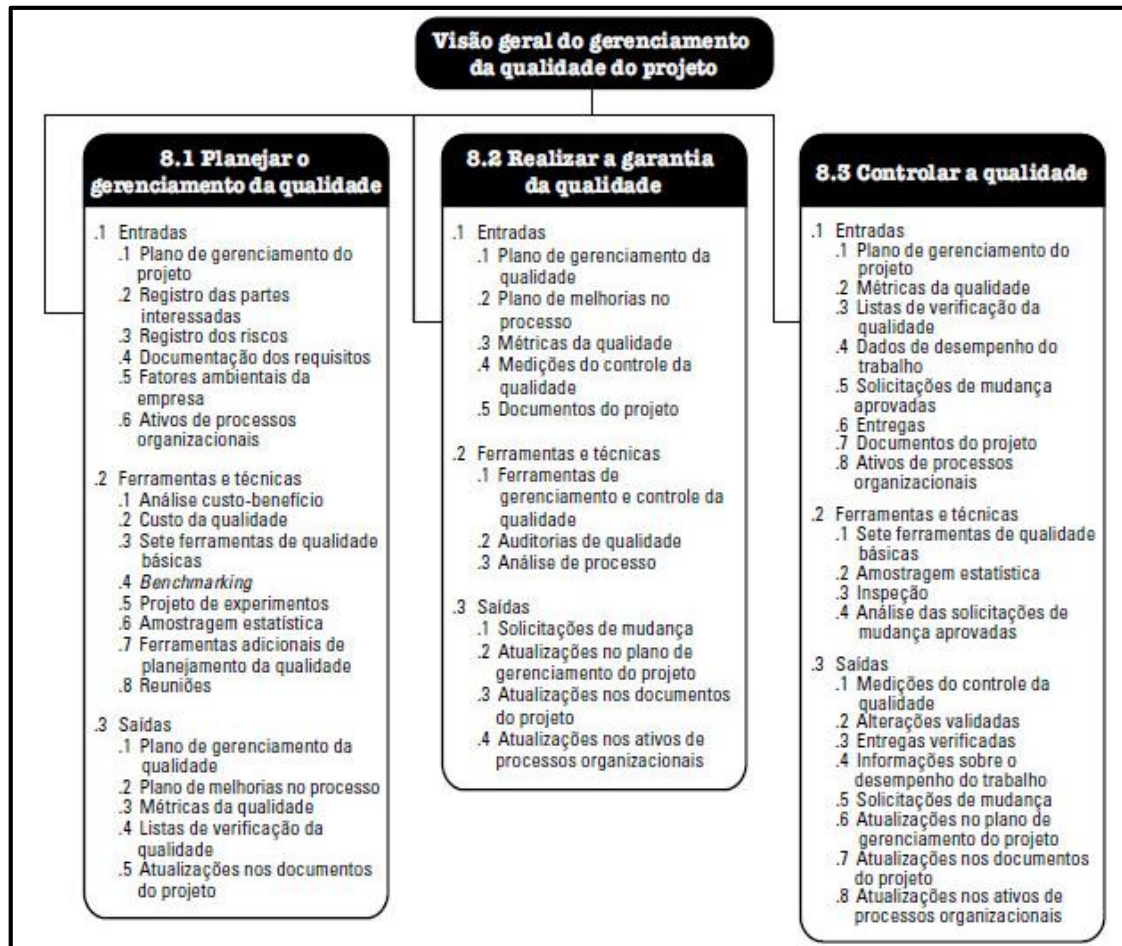 Visão geral do gerenciamento
da qualidade do projeto
8.1 Planejar o
gerenciamento da qualidade
.1 Entradas
.1 Plano de gerenciamento do
projeto
.2 Registro das partes
interessadas
.3 Registro dos riscos
.4 Documentação dos requisitos
.5 Fatores ambientais da
empresa
.6 Ativos de processos
organizacionais
.2 Ferramentas e técnicas
.1 Análise custo-benefício
.2 Custo da qualidade
.3 Sete ferramentas de qualidade
básicas
.4 Benchmarking
.5 Projeto de experimentos
.6 Amostragem estatística
.7 Ferramentas adicionais de
planejamento da qualidade
.8 Reuniões
.3 Saídas
.1 Plano de gerenciamento da
qualidade
.2 Plano de melhorias no processo
.3 Métricas da qualidade
.4 Listas de verificação da
qualidade
.5 Atualizações nos documentos
do projeto
8.2 Realizar a garantia
da qualidade
.1 Entradas
.1 Plano de gerenciamento da
qualidade
.2 Plano de melhorias no
processo
.3 Métricas da qualidade
.4 Medições do controle da
qualidade
.5 Documentos do projeto
.2 Ferramentas e técnicas
.1 Ferramentas de
gerenciamento e controle da
qualidade
.2 Auditorias de qualidade
.3 Análise de processo
.3 Saídas
.1 Solicitações de mudança
.2 Atualizações no plano de
gerenciamento do projeto
.3 Atualizações nos documentos
do projeto
.4 Atualizações nos ativos de
processos organizacionais
8.3 Controlar a qualidade
.1 Entradas
.1 Plano de gerenciamento do
projeto
.2 Métricas da qualidade
.3 Listas de verificação da
qualidade
.4 Dados de desempenho do
trabalho
.5 Solicitações de mudança
aprovadas
.6 Entregas
.7 Documentos do projeto
.8 Ativos de processos
organizacionais
.2 Ferramentas e técnicas
.1 Sete ferramentas de qualidade
básicas
.2 Amostragem estatística
.3 Inspeção
.4 Análise das solicitações de
mudança aprovadas
.3 Saídas
.1 Medições do controle da
qualidade
.2 Alterações validadas
.3 Entregas verificadas
.4 Informações sobre o
desempenho do trabalho
.5 Solicitações de mudança
.6 Atualizações no plano de
gerenciamento do projeto
.7 Atualizações nos documentos
do projeto
.8 Atualizações nos ativos de
processos organizacionais